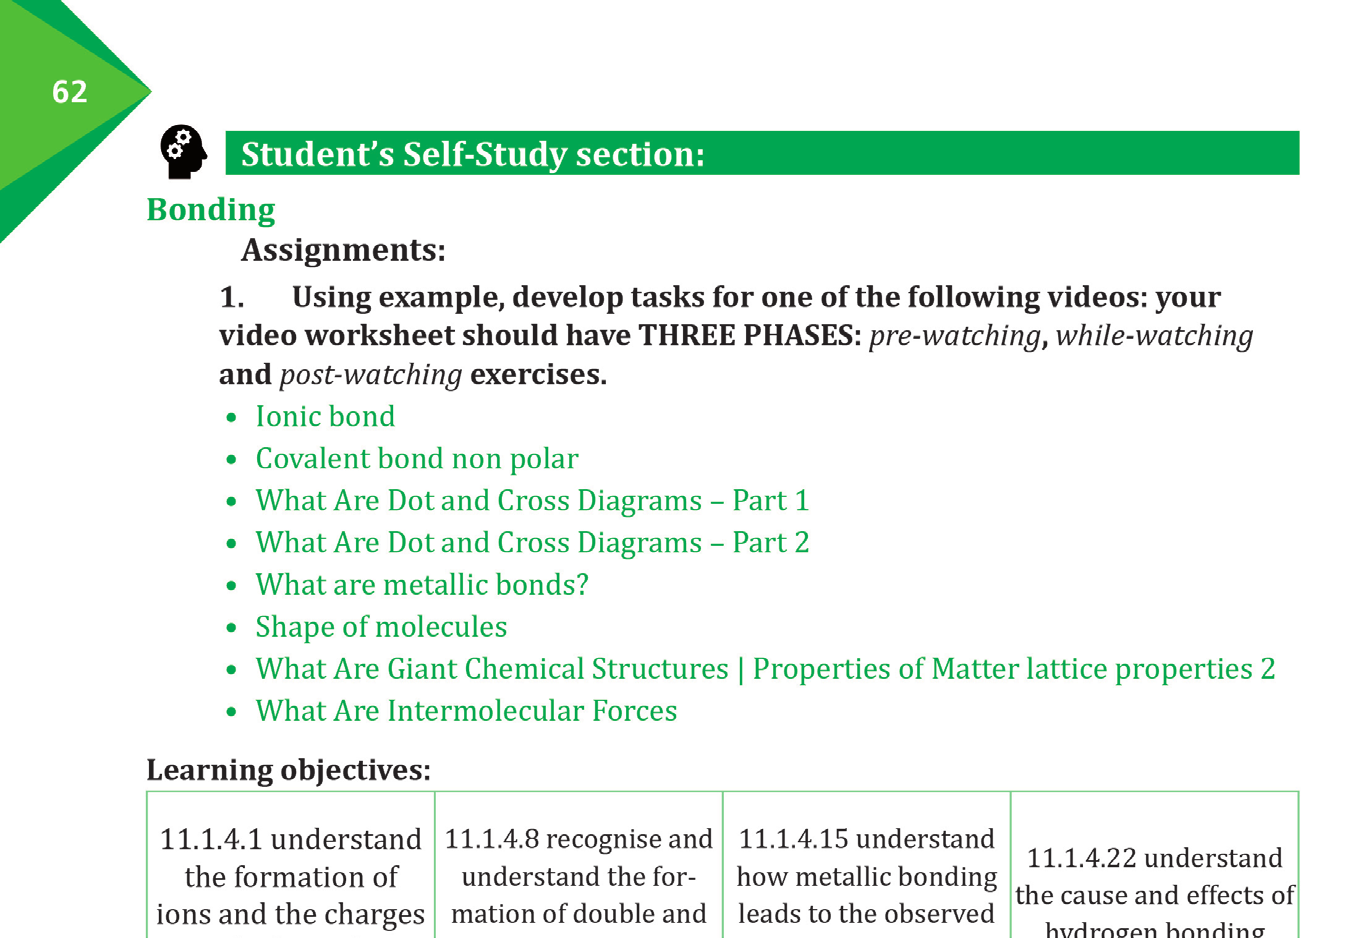 62
Student’s Self-Study section:
Bonding
Assignments:
1. Using example, develop tasks for one of the following videos: your
video worksheet should have THREE PHASES: pre-watching, while-watching
and post-watching exercises.
• Ionic bond
• Covalent bond non polar
• What Are Dot and Cross Diagrams – Part 1
• What Are Dot and Cross Diagrams – Part 2
• What are metallic bonds?
• Shape of molecules
• What Are Giant Chemical Structures | Properties of Matter lattice properties 2
• What Are Intermolecular Forces
Learning objectives:
11.1.4.1 understand
the formation of
ions and the charges
11.1.4.8 recognise and
understand the for-
mation of double and
11.1.4.15 understand
how metallic bonding
leads to the observed
11.1.4.22 understand
the cause and effects of
hydrogen bonding